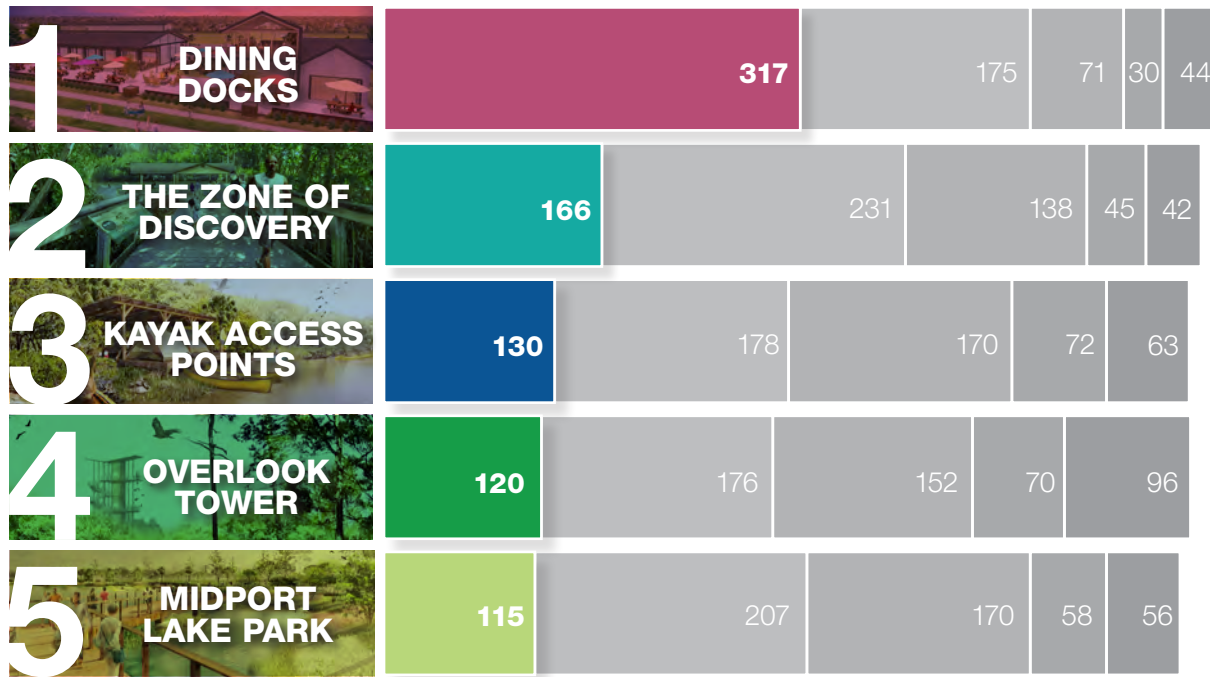 1
DINING
DOCKS
317 175 71 30 44
2
THE ZONE OF
DISCOVERY
166 231 138 45 42
3
KAYAK ACCESS
POINTS
130 178 170 72 63
4
OVERLOOK
TOWER
120 176 152 70 96
5
MIDPORT
LAKE PARK
115 207 170 58 56